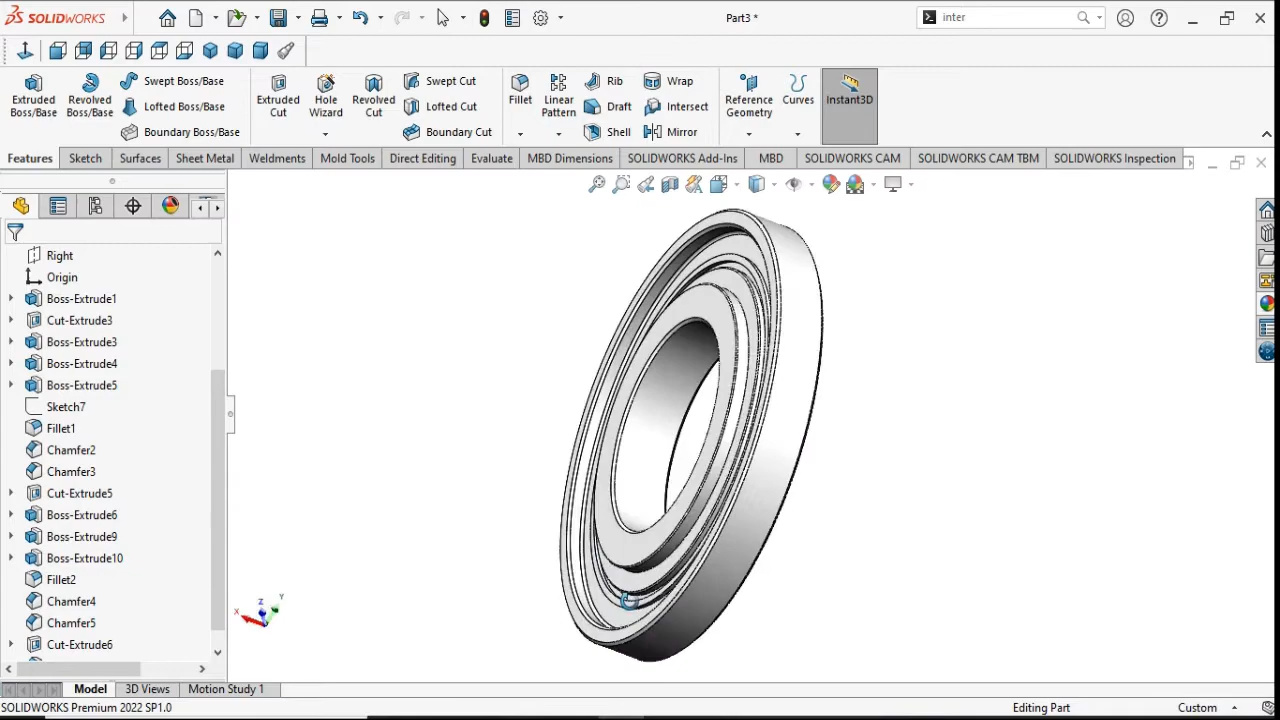 SOLIDWORKS
Part3 *
inter
Extruded Boss/Base
Revolved Boss/Base
Swept Boss/Base
Lofted Boss/Base
Boundary Boss/Base
Extruded Cut
Hole Wizard
Revolved Cut
Swept Cut
Lofted Cut
Boundary Cut
Fillet
Linear Pattern
Rib
Draft
Shell
Wrap
Intersect
Mirror
Reference Geometry
Curves
Instant3D
Features
Sketch
Surfaces
Sheet Metal
Weldments
Mold Tools
Direct Editing
Evaluate
MBD Dimensions
SOLIDWORKS Add-Ins
MBD
SOLIDWORKS CAM
SOLIDWORKS CAM TBM
SOLIDWORKS Inspection
Right
Origin
Boss-Extrude1
Cut-Extrude3
Boss-Extrude3
Boss-Extrude4
Boss-Extrude5
Sketch7
Fillet1
Chamfer2
Chamfer3
Cut-Extrude5
Boss-Extrude6
Boss-Extrude9
Boss-Extrude10
Fillet2
Chamfer4
Chamfer5
Cut-Extrude6
X
Z
Y
Model
3D Views
Motion Study 1
SOLIDWORKS Premium 2022 SP1.0
Editing Part
Custom